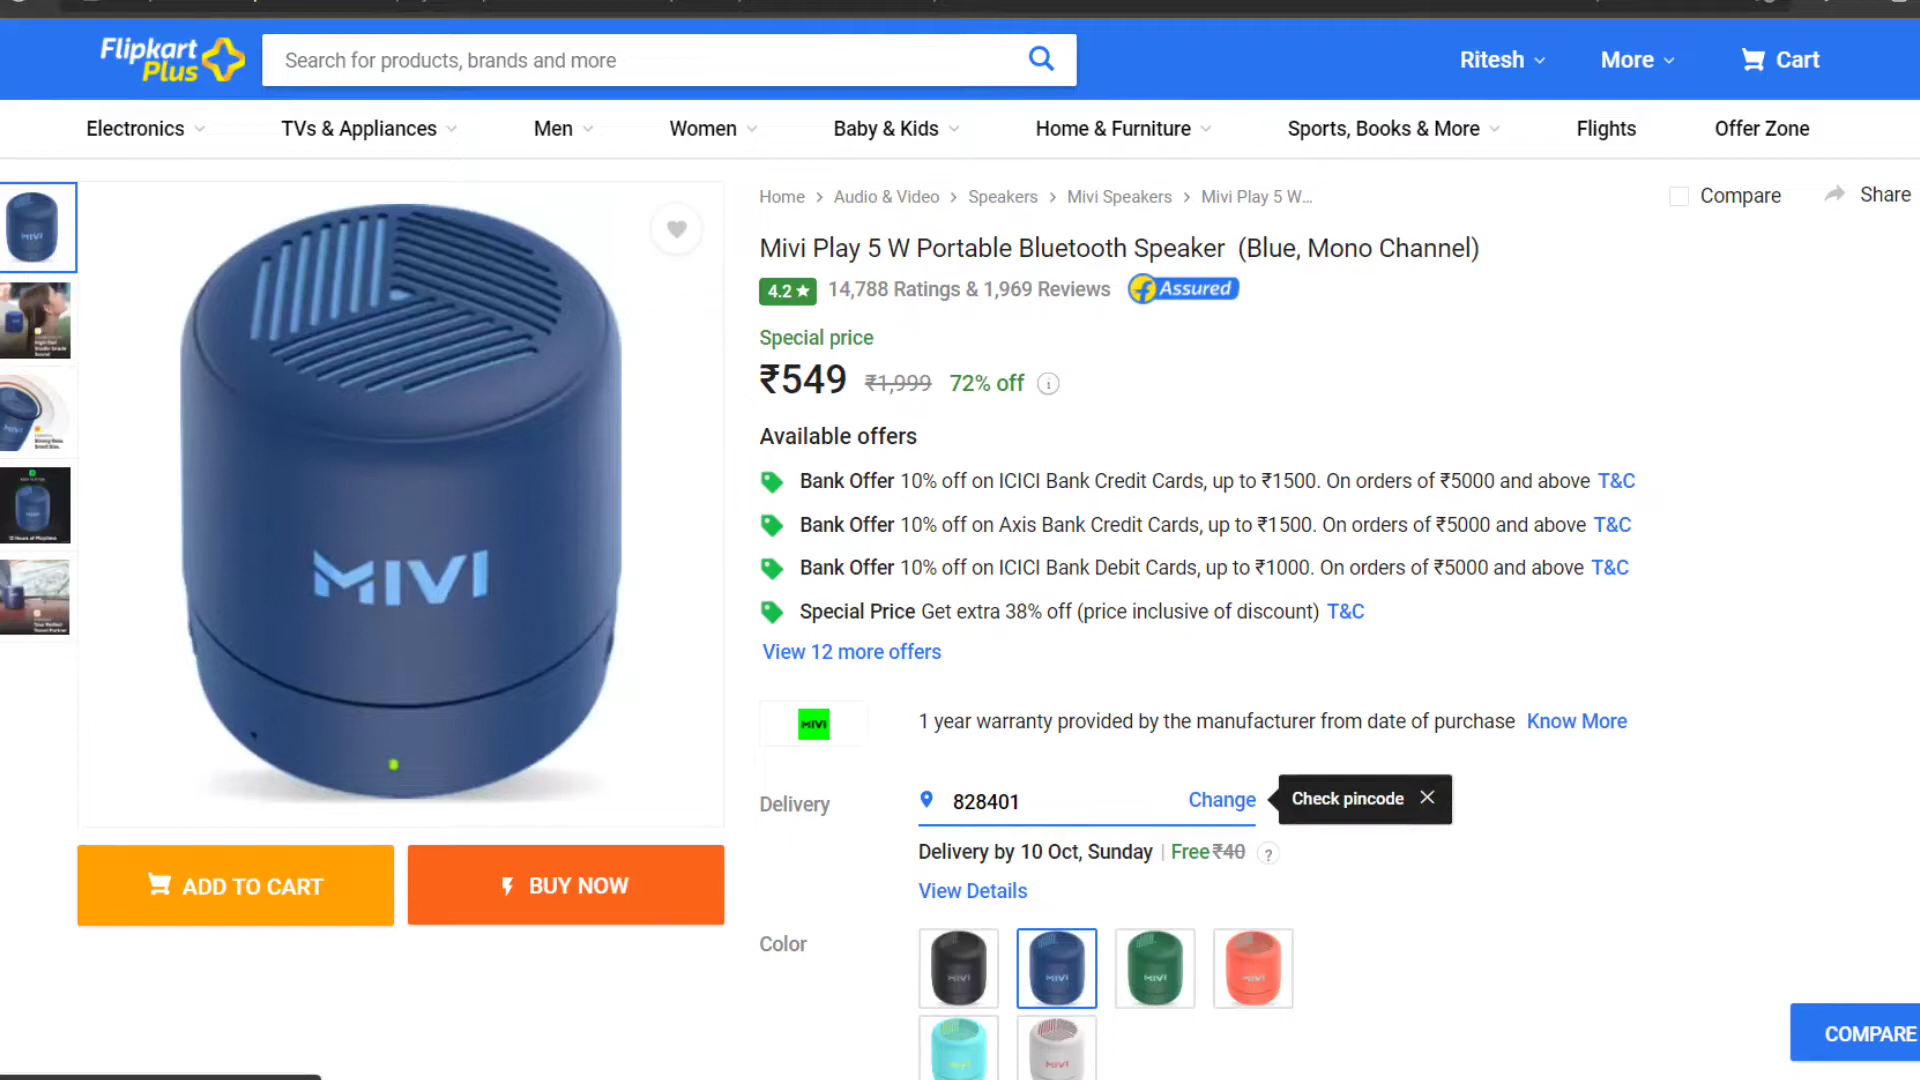 Flipkart
Plus
Search for products, brands and more
Ritesh
More
Cart
Electronics
TVs & Appliances
Men
Women
Baby & Kids
Home & Furniture
Sports, Books & More
Flights
Offer Zone
Home > Audio & Video > Speakers > Mivi Speakers > Mivi Play 5 W...
Compare
Share
Mivi Play 5 W Portable Bluetooth Speaker (Blue, Mono Channel)
4.2★ 14,788 Ratings & 1,969 Reviews
Assured
Special price
₹549 ₹1,999 72% off
Available offers
Bank Offer 10% off on ICICI Bank Credit Cards, up to ₹1500. On orders of ₹5000 and above T&C
Bank Offer 10% off on Axis Bank Credit Cards, up to ₹1500. On orders of ₹5000 and above T&C
Bank Offer 10% off on ICICI Bank Debit Cards, up to ₹1000. On orders of ₹5000 and above T&C
Special Price Get extra 38% off (price inclusive of discount) T&C
View 12 more offers
MIVI
MIVI
1 year warranty provided by the manufacturer from date of purchase Know More
Delivery
828401
Change
Check pincode
Delivery by 10 Oct, Sunday | Free ₹40 ?
View Details
ADD TO CART
BUY NOW
Color
MIVI
MIVI
MIVI
MIVI
MIVI
MIVI
COMPARE